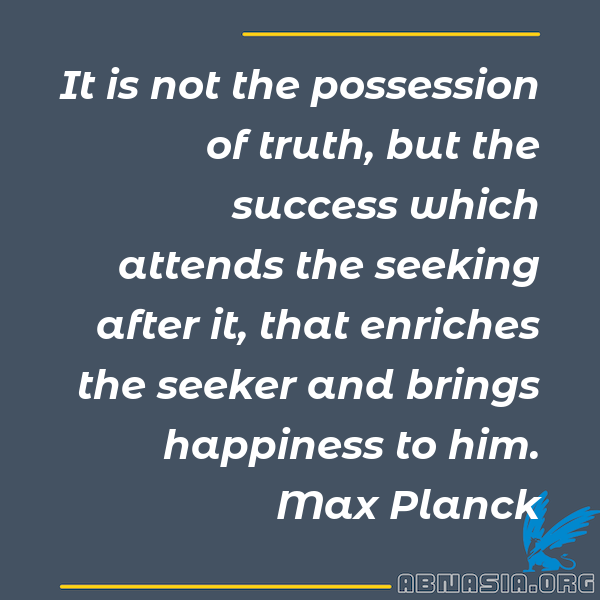 It is not the possession
of truth, but the
success which
attends the seeking
after it, that enriches
the seeker and brings
happiness to him.
Max Planck
ABNASIA.ORG